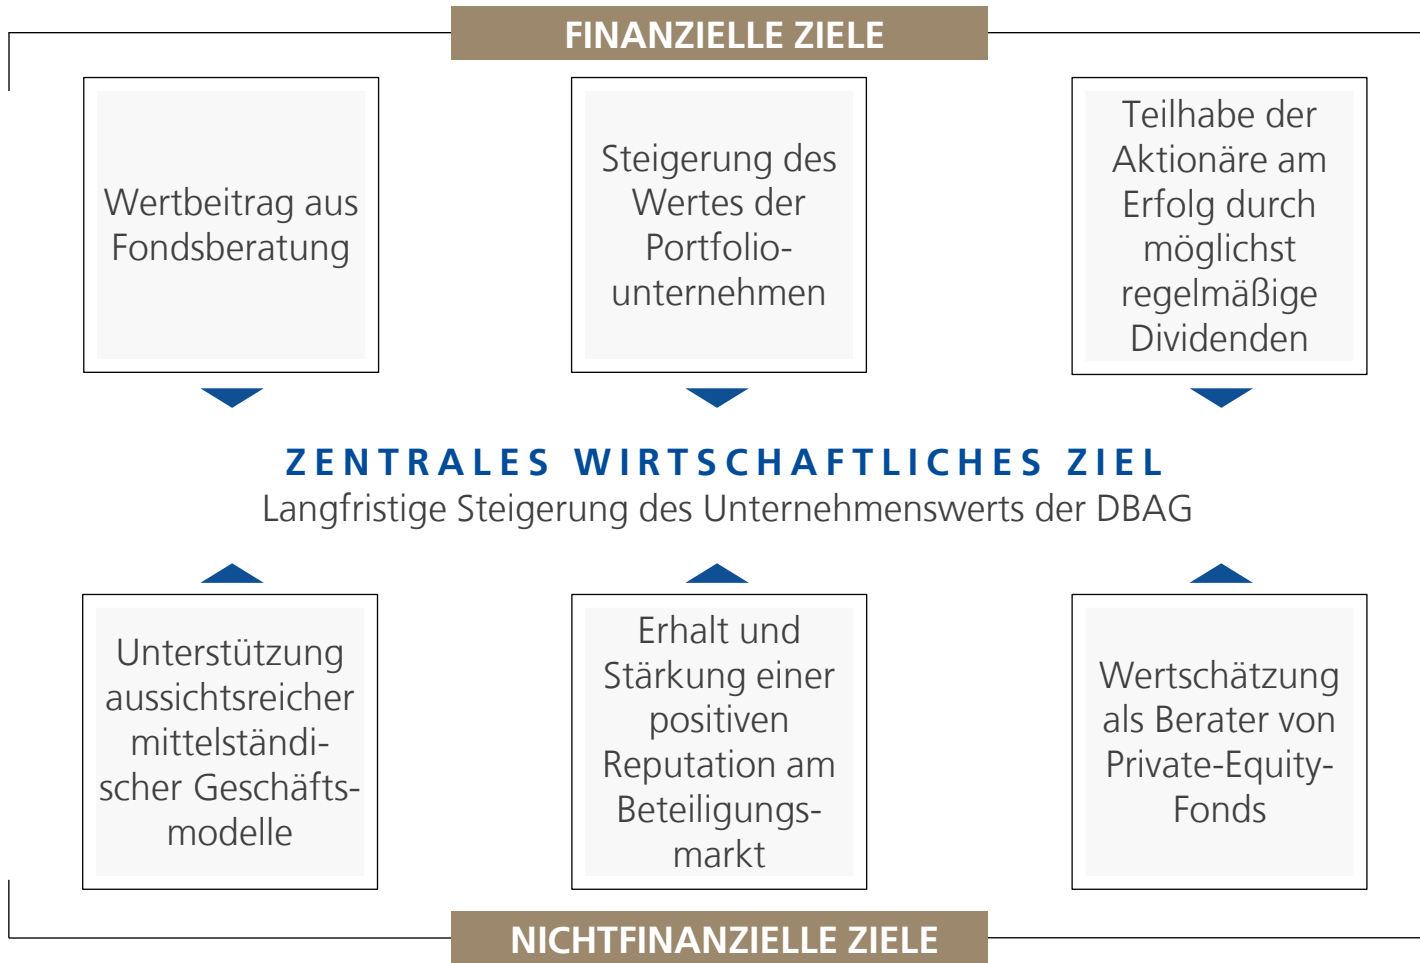 FINANZIELLE ZIELE
Wertbeitrag aus
Fondsberatung
Steigerung des
Wertes der
Portfolio-
unternehmen
Teilhabe der
Aktionäre am
Erfolg durch
möglichst
regelmäßige
Dividenden
ZENTRALES WIRTSCHAFTLICHES ZIEL
Langfristige Steigerung des Unternehmenswerts der DBAG
Unterstützung
aussichtsreicher
mittelständi-
scher Geschäfts-
modelle
Erhalt und
Stärkung einer
positiven
Reputation am
Beteiligungs-
markt
Wertschätzung
als Berater von
Private-Equity-
Fonds
NICHTFINANZIELLE ZIELE